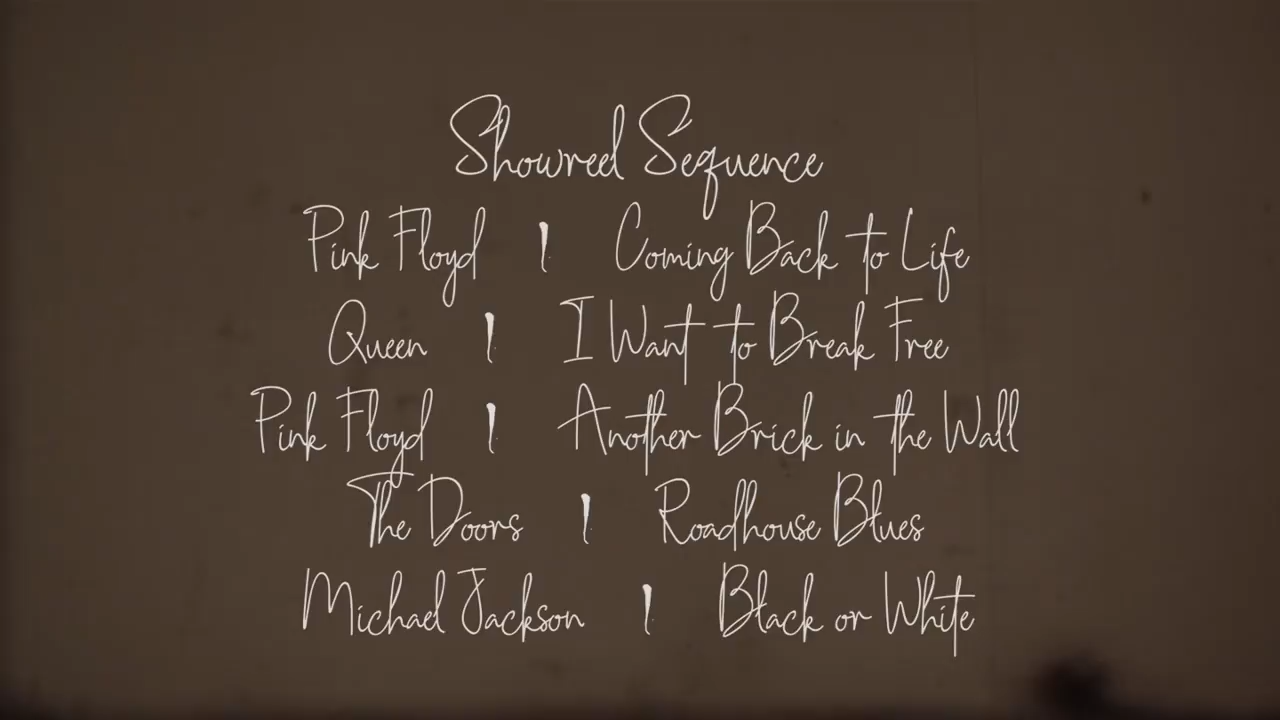 Showreel Sequence
Pink Floyd | Coming Back to Life
Queen | I Want to Break Free
Pink Floyd | Another Brick in the Wall
The Doors | Roadhouse Blues
Michael Jackson | Black or White